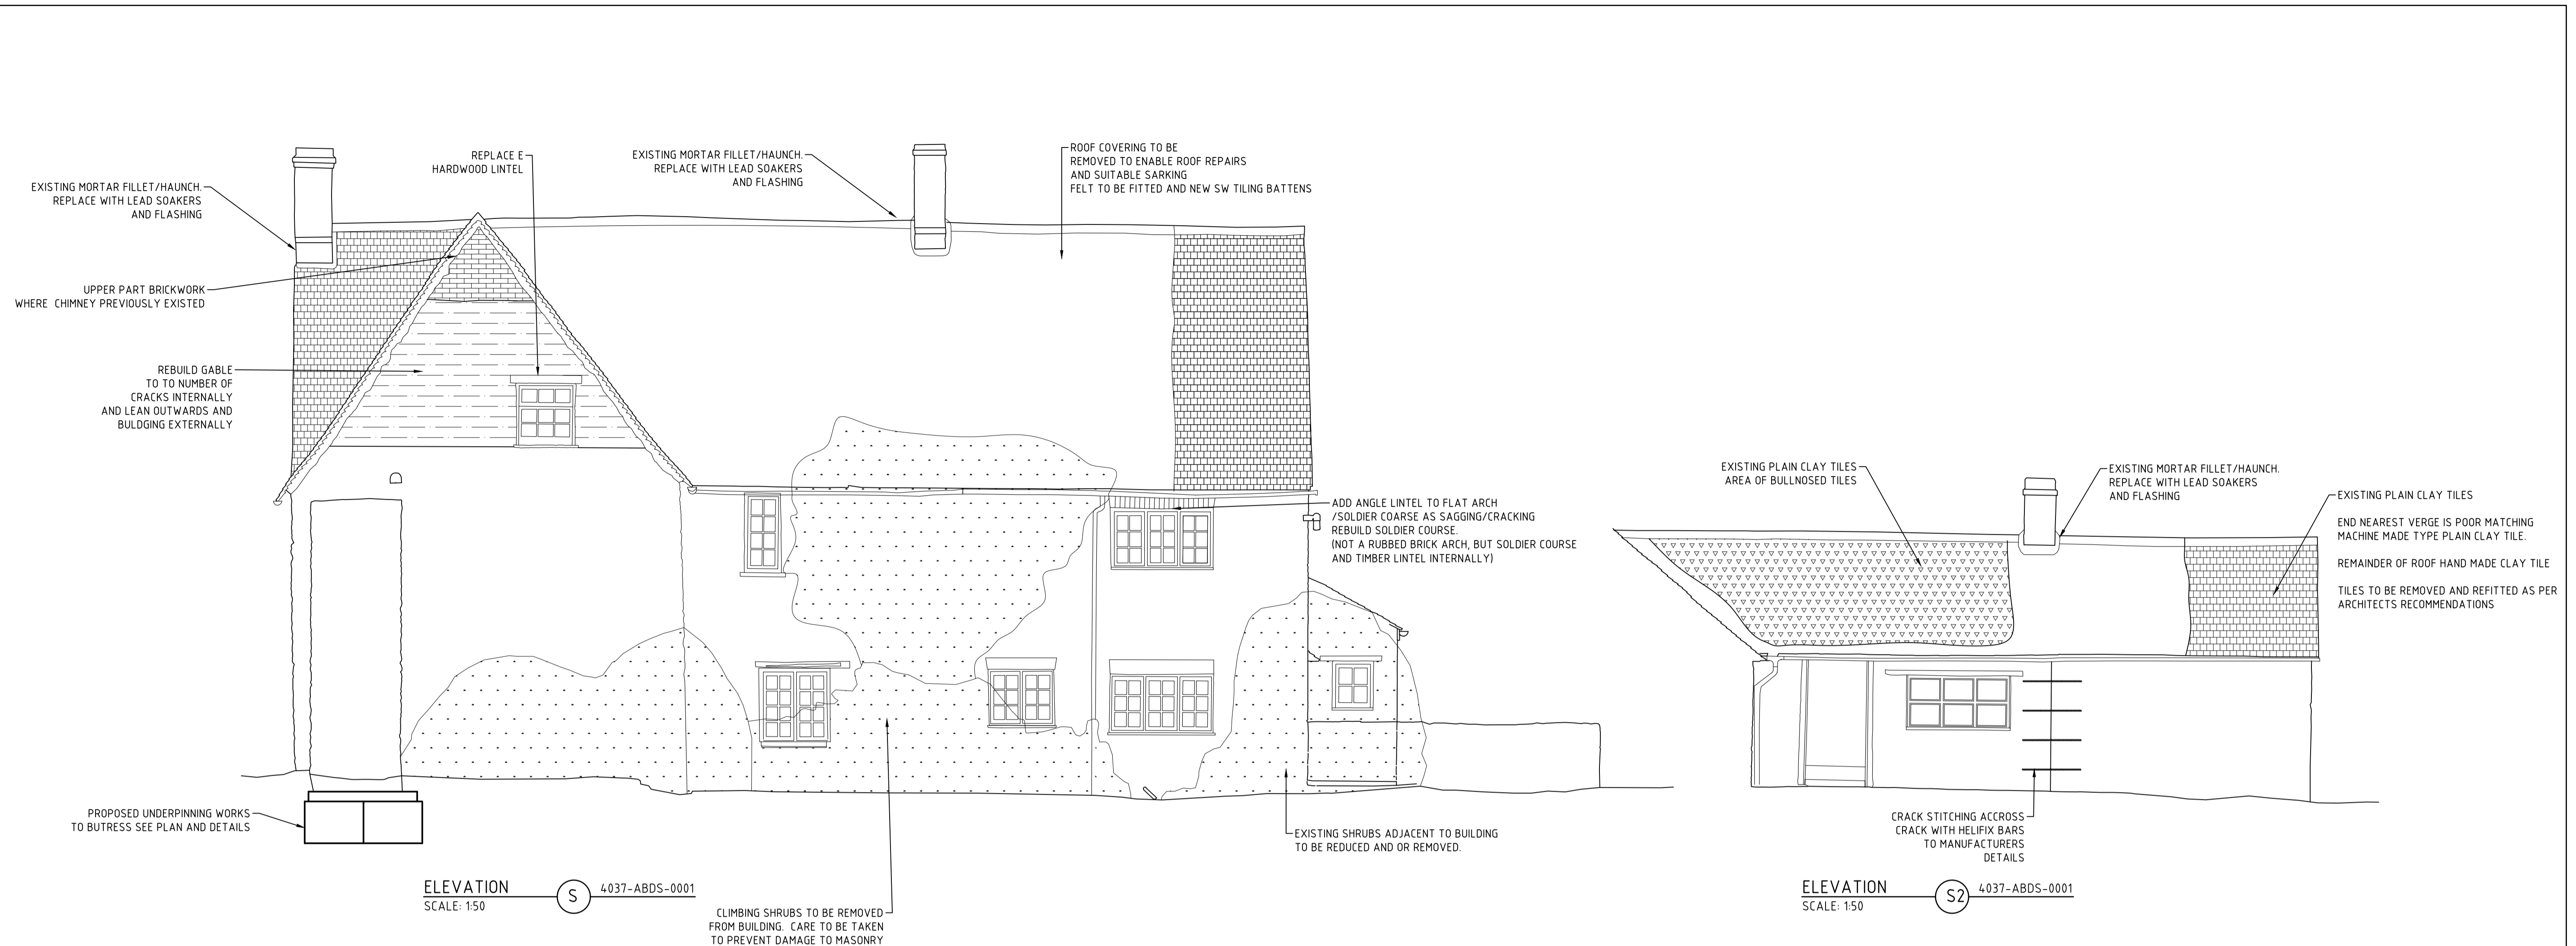 EXISTING MORTAR FILLET/HAUNCH.
REPLACE WITH LEAD SOAKERS
AND FLASHING
REPLACE E
HARDWOOD LINTEL
EXISTING MORTAR FILLET/HAUNCH.
REPLACE WITH LEAD SOAKERS
AND FLASHING
ROOF COVERING TO BE
REMOVED TO ENABLE ROOF REPAIRS
AND SUITABLE SARKING
FELT TO BE FITTED AND NEW SW TILING BATTENS
UPPER PART BRICKWORK
WHERE CHIMNEY PREVIOUSLY EXISTED
REBUILD GABLE
TO TO NUMBER OF
CRACKS INTERNALLY
AND LEAN OUTWARDS AND
BULDGING EXTERNALLY
ADD ANGLE LINTEL TO FLAT ARCH
/SOLDIER COARSE AS SAGGING/CRACKING
REBUILD SOLDIER COURSE.
(NOT A RUBBED BRICK ARCH, BUT SOLDIER COURSE
AND TIMBER LINTEL INTERNALLY)
PROPOSED UNDERPINNING WORKS
TO BUTRESS SEE PLAN AND DETAILS
EXISTING SHRUBS ADJACENT TO BUILDING
TO BE REDUCED AND OR REMOVED.
CLIMBING SHRUBS TO BE REMOVED
FROM BUILDING. CARE TO BE TAKEN
TO PREVENT DAMAGE TO MASONRY
ELEVATION
SCALE: 1:50
S
4037-ABDS-0001
EXISTING PLAIN CLAY TILES
AREA OF BULLNOSED TILES
EXISTING MORTAR FILLET/HAUNCH.
REPLACE WITH LEAD SOAKERS
AND FLASHING
EXISTING PLAIN CLAY TILES
END NEAREST VERGE IS POOR MATCHING
MACHINE MADE TYPE PLAIN CLAY TILE.
REMAINDER OF ROOF HAND MADE CLAY TILE
TILES TO BE REMOVED AND REFITTED AS PER
ARCHITECTS RECOMMENDATIONS
CRACK STITCHING ACCROSS
CRACK WITH HELIFIX BARS
TO MANUFACTURERS
DETAILS
ELEVATION
SCALE: 1:50
S2
4037-ABDS-0001